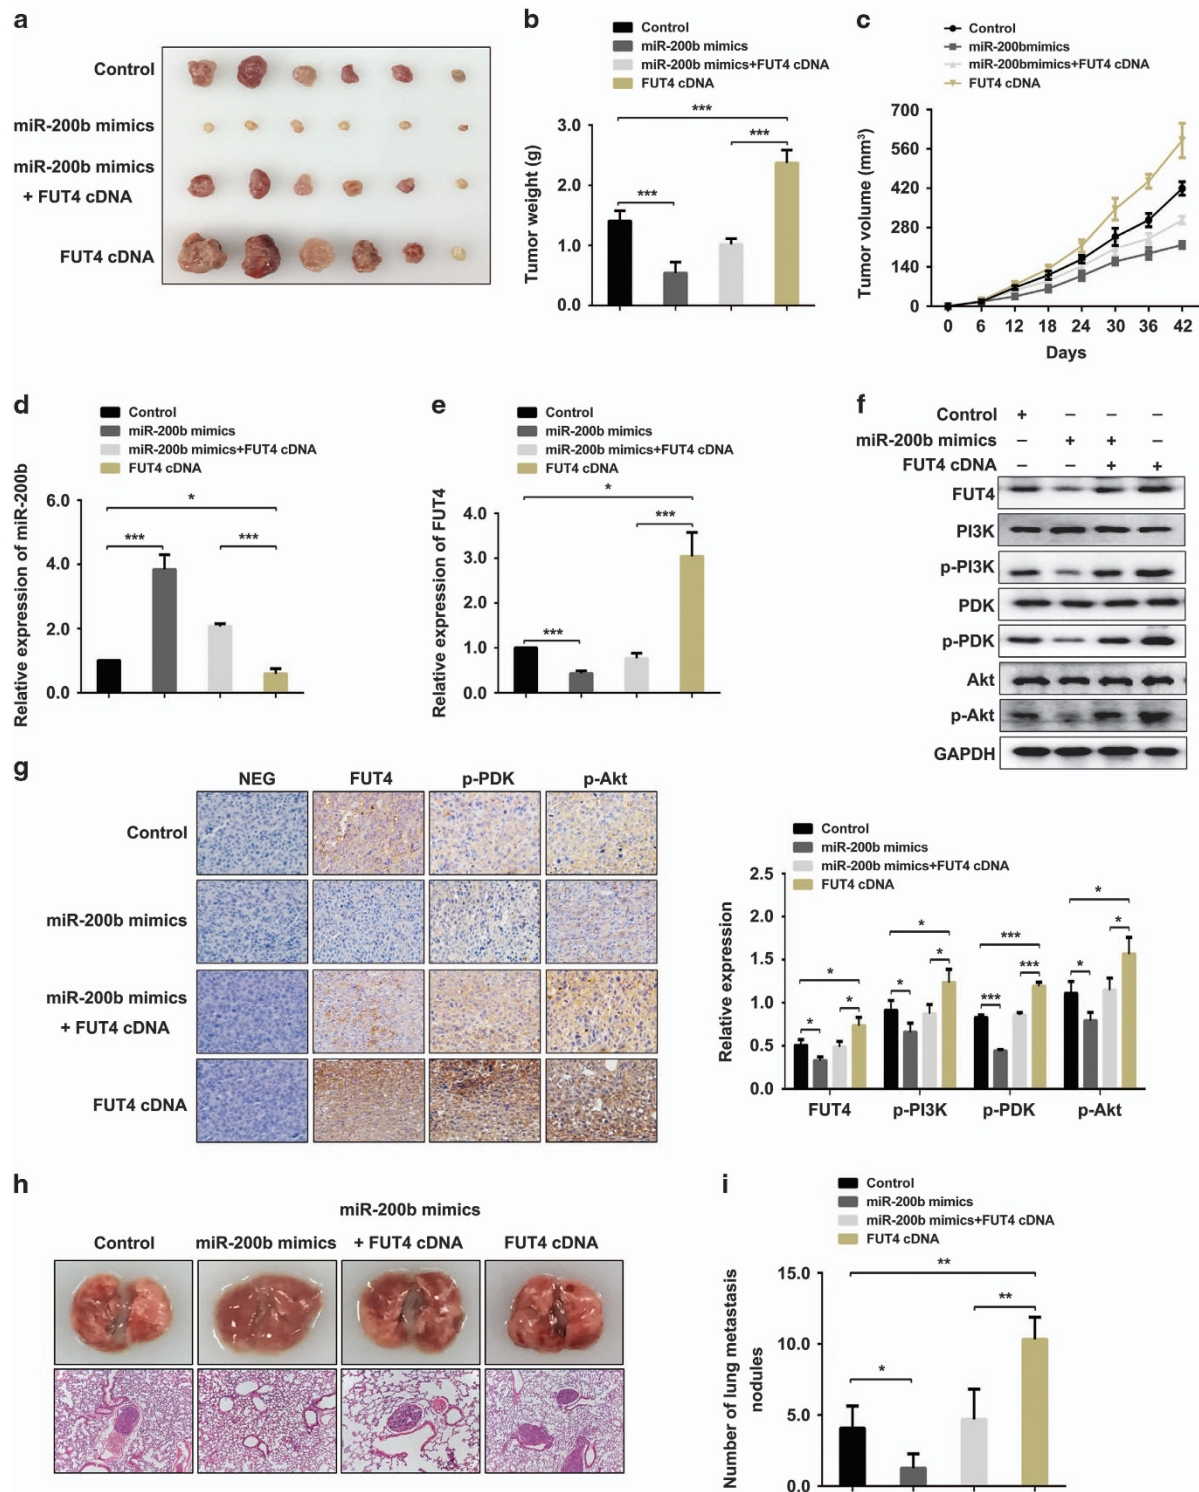 a
Control
miR-200b mimics
miR-200b mimics
+ FUT4 cDNA
FUT4 cDNA
b
Control
miR-200b mimics
miR-200b mimics+FUT4 cDNA
FUT4 cDNA
Tumor weight (g)
3.0
2.0
1.0
0.0
***
***
***
c
Control
miR-200bmimics
miR-200bmimics+FUT4 cDNA
FUT4 cDNA
Tumor volume (mm³)
700
560
420
280
140
0
0 6 12 18 24 30 36 42
Days
d
Control
miR-200b mimics
miR-200b mimics+FUT4 cDNA
FUT4 cDNA
Relative expression of miR-200b
6.0
4.0
2.0
0.0
*
***
***
e
Control
miR-200b mimics
miR-200b mimics+FUT4 cDNA
FUT4 cDNA
Relative expression of FUT4
4.0
3.0
2.0
1.0
0.0
*
***
***
f
Control + – – –
miR-200b mimics – + + –
FUT4 cDNA – – + +
FUT4
PI3K
p-PI3K
PDK
p-PDK
Akt
p-Akt
GAPDH
g
NEG FUT4 p-PDK p-Akt
Control
miR-200b mimics
miR-200b mimics
+ FUT4 cDNA
FUT4 cDNA
Control
miR-200b mimics
miR-200b mimics+FUT4 cDNA
FUT4 cDNA
Relative expression
2.5
2.0
1.5
1.0
0.5
0.0
* * *
* * *
*** *** ***
* * *
FUT4 p-PI3K p-PDK p-Akt
h
miR-200b mimics
Control miR-200b mimics + FUT4 cDNA FUT4 cDNA
i
Control
miR-200b mimics
miR-200b mimics+FUT4 cDNA
FUT4 cDNA
Number of lung metastasis
nodules
15.0
10.0
5.0
0.0
**
**
*